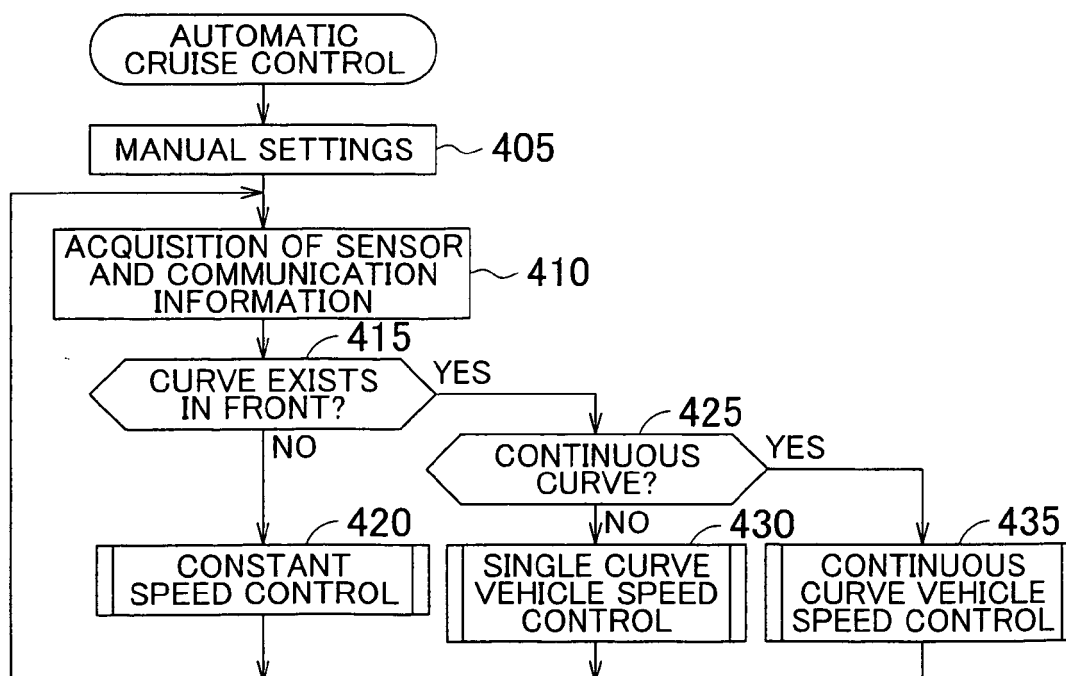 AUTOMATIC
CRUISE CONTROL
MANUAL SETTINGS
405
ACQUISITION OF SENSOR
AND COMMUNICATION
INFORMATION
410
415
CURVE EXISTS
IN FRONT?
YES
NO
425
CONTINUOUS
CURVE?
YES
NO
420
CONSTANT
SPEED CONTROL
430
SINGLE CURVE
VEHICLE SPEED
CONTROL
435
CONTINUOUS
CURVE VEHICLE
SPEED CONTROL